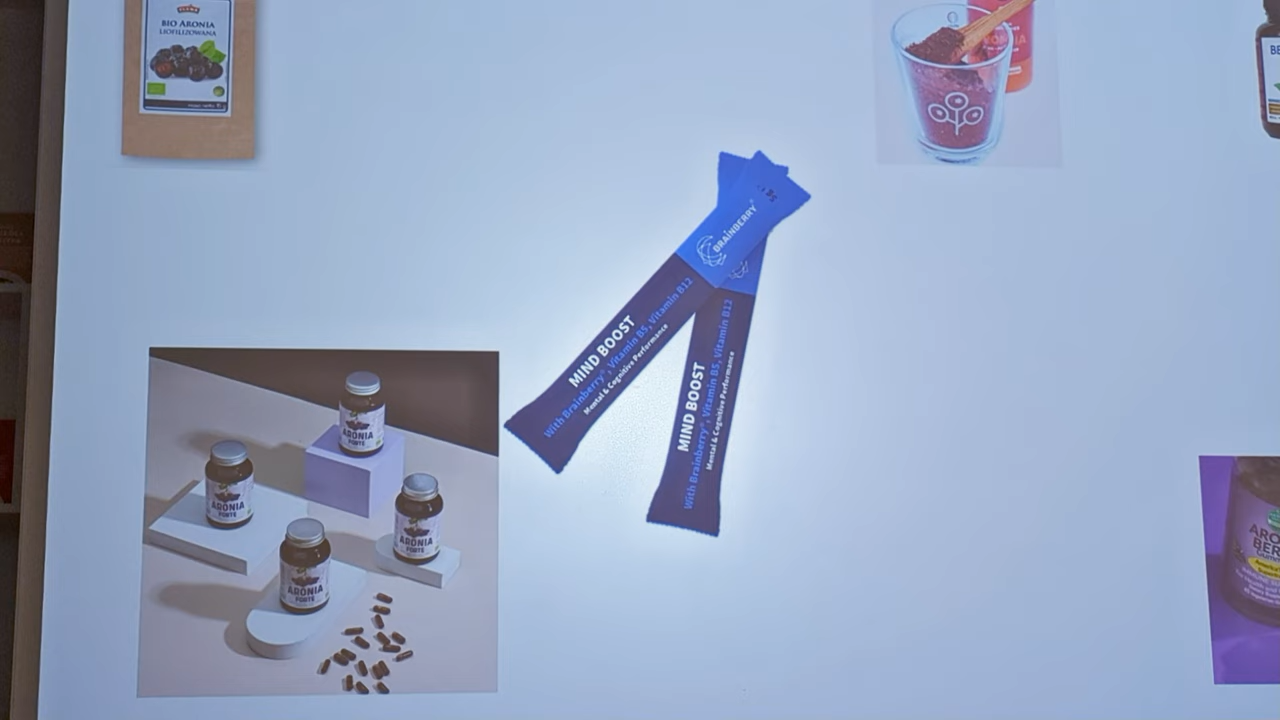 BIO ARONIA
LIOFILIZOWANA
BRAINBERRY
MIND BOOST
With Brainberry®, Vitamin B5, Vitamin B12
Mental & Cognitive Performance
MIND BOOST
With Brainberry®, Vitamin B5, Vitamin B12
Mental & Cognitive Performance
ARONIA
FORTE
ARONIA
FORTE
ARONIA
FORTE
ARONIA
FORTE